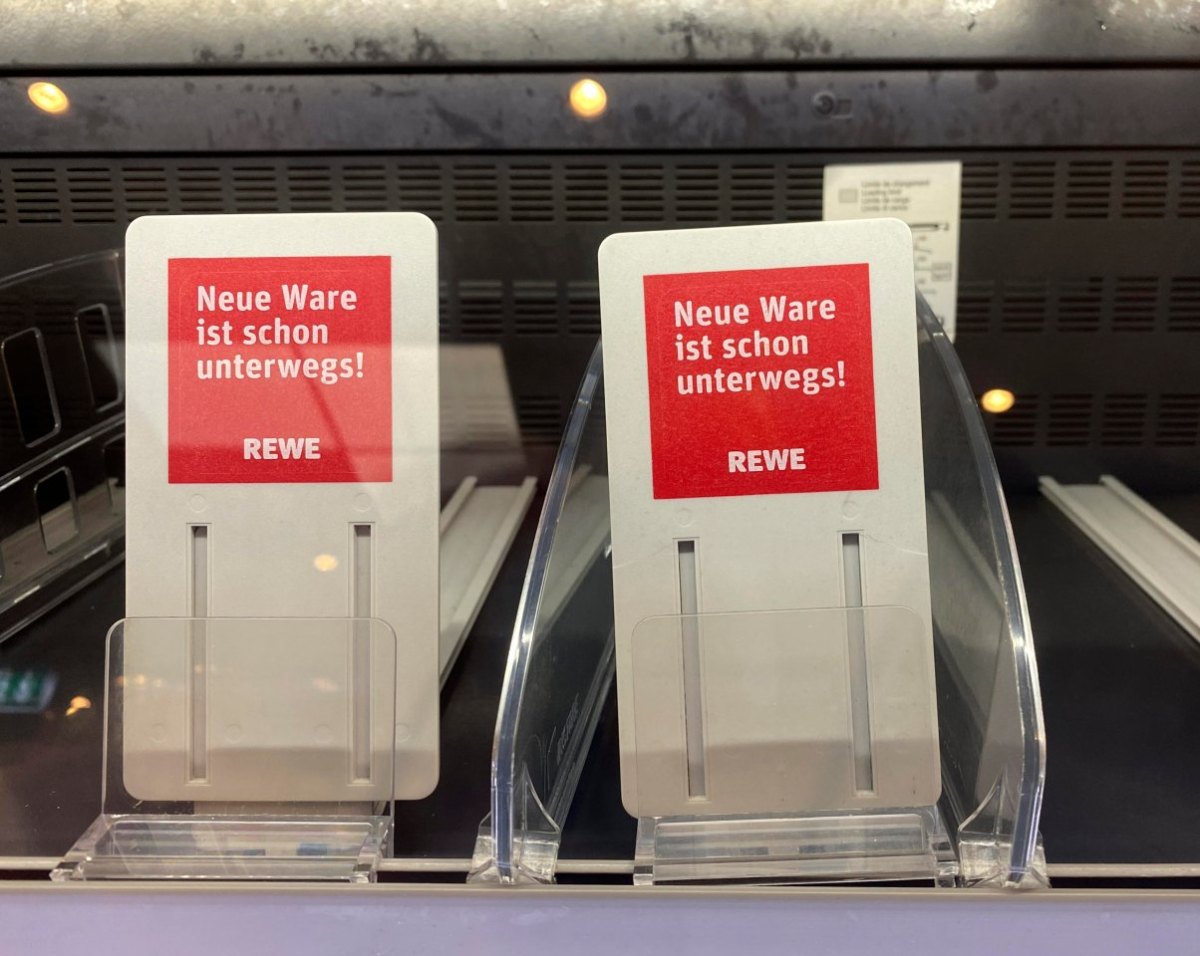 Neue Ware
ist schon
unterwegs!
REWE
Neue Ware
ist schon
unterwegs!
REWE